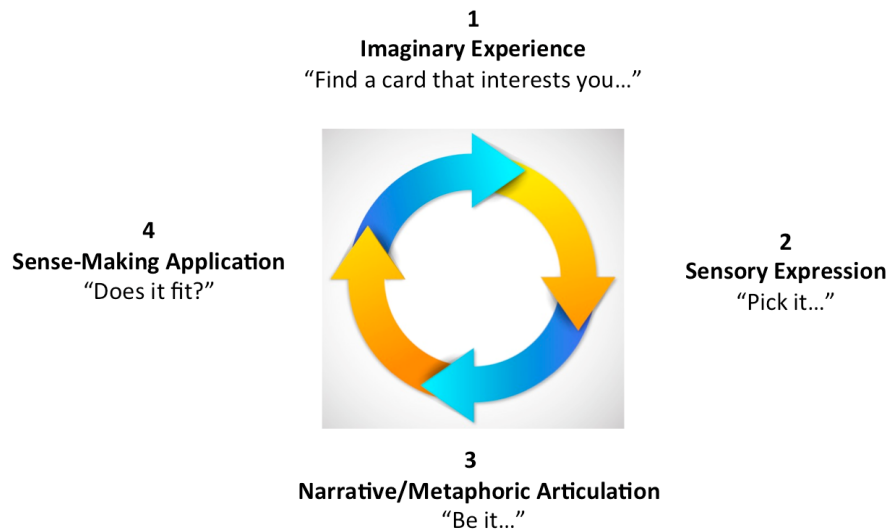 1
Imaginary Experience
“Find a card that interests you…”
2
Sensory Expression
“Pick it…”
3
Narrative/Metaphoric Articulation
“Be it…”
4
Sense-Making Application
“Does it fit?”